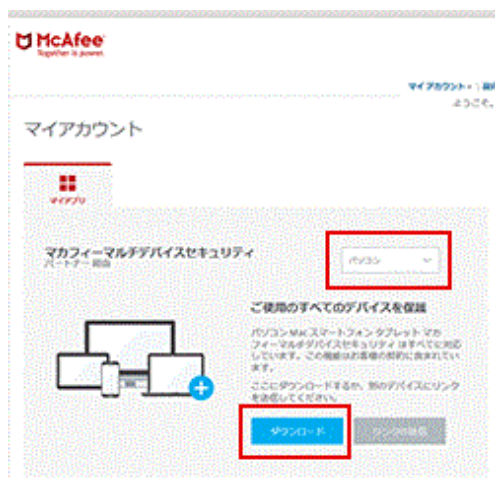 McAfee
Together is power.
マイアカウント
ようこそ。
マイアカウント
マイアプリ
マカフィーマルチデバイスセキュリティ
パートナー 経由
パソコン
ご使用のすべてのデバイスを保護
パソコン Mac スマートフォン タブレット マカ
フィーマルチデバイスセキュリティ はすべてに対応
しています。この機能はお客様の契約に含まれてい
ます。
ここにダウンロードするか、別のデバイスにリンク
を送信してください。
ダウンロード
リンクの送信